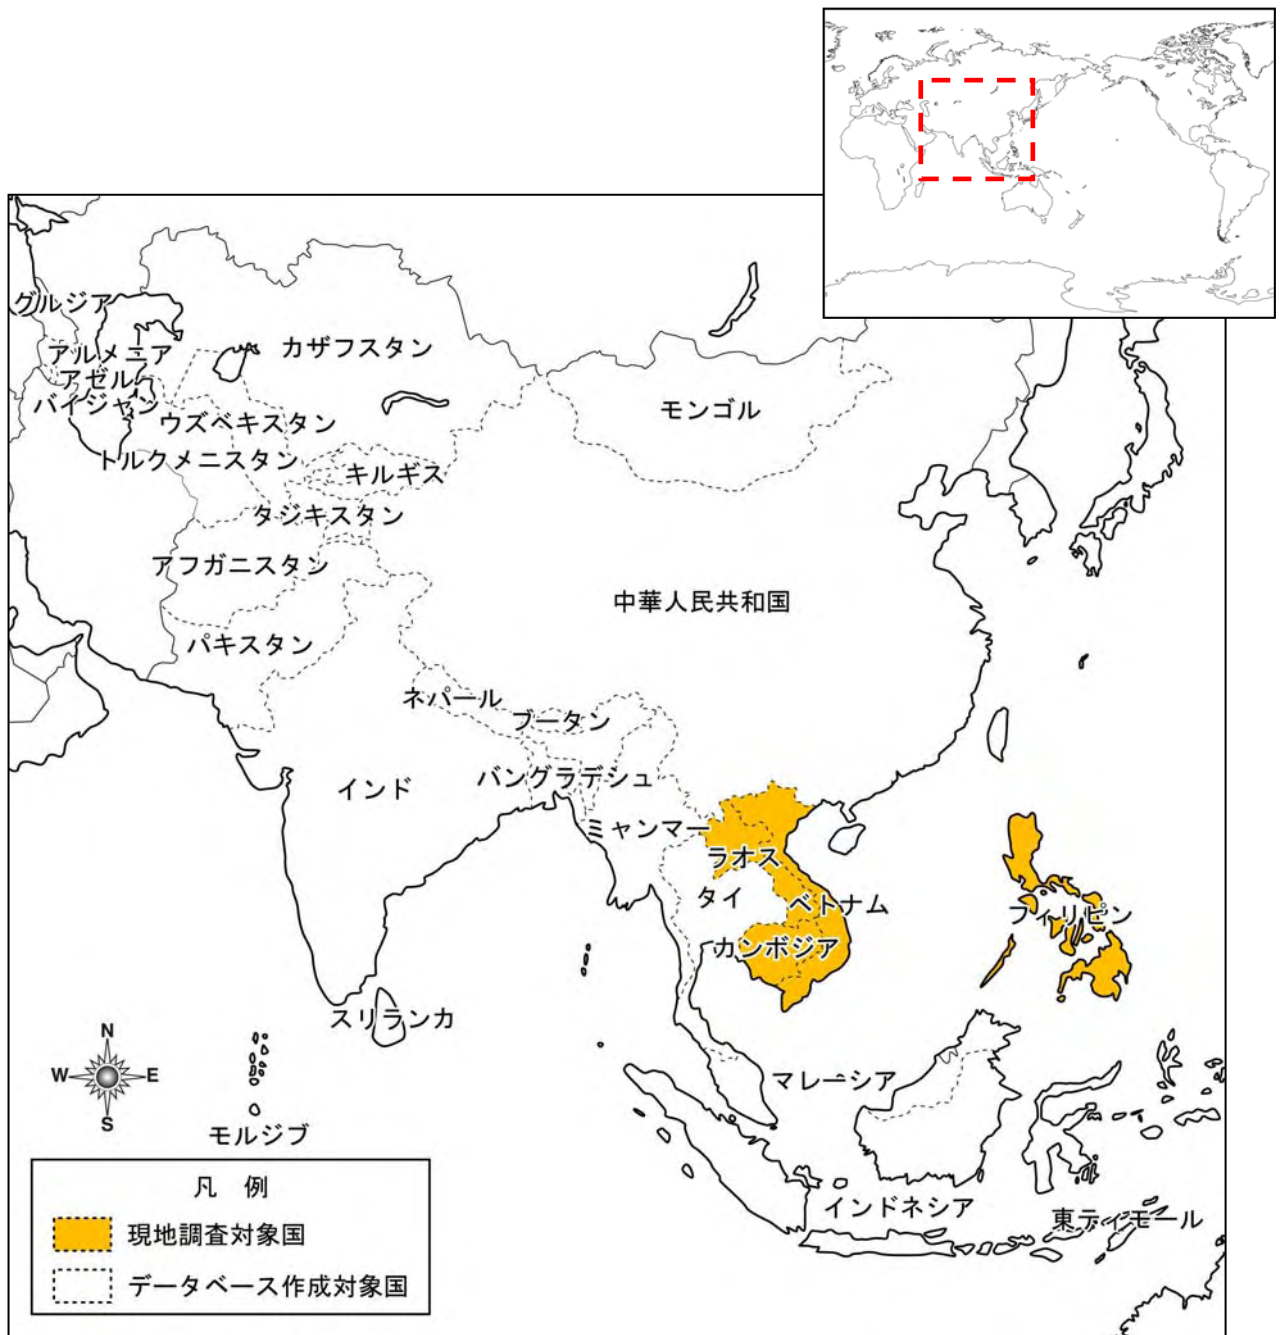 グルジア
アルメニア
アゼル
バイジャン
カザフスタン
モンゴル
ウズベキスタン
トルクメニスタン
キルギス
タジキスタン
アフガニスタン
中華人民共和国
パキスタン
ネパール
ブータン
インド
バングラデシュ
ミャンマー
ラオス
タイ
ベトナム
フィリピン
カンボジア
スリランカ
N
W
E
S
マレーシア
モルジブ
インドネシア
東ティモール
凡 例
現地調査対象国
データベース作成対象国